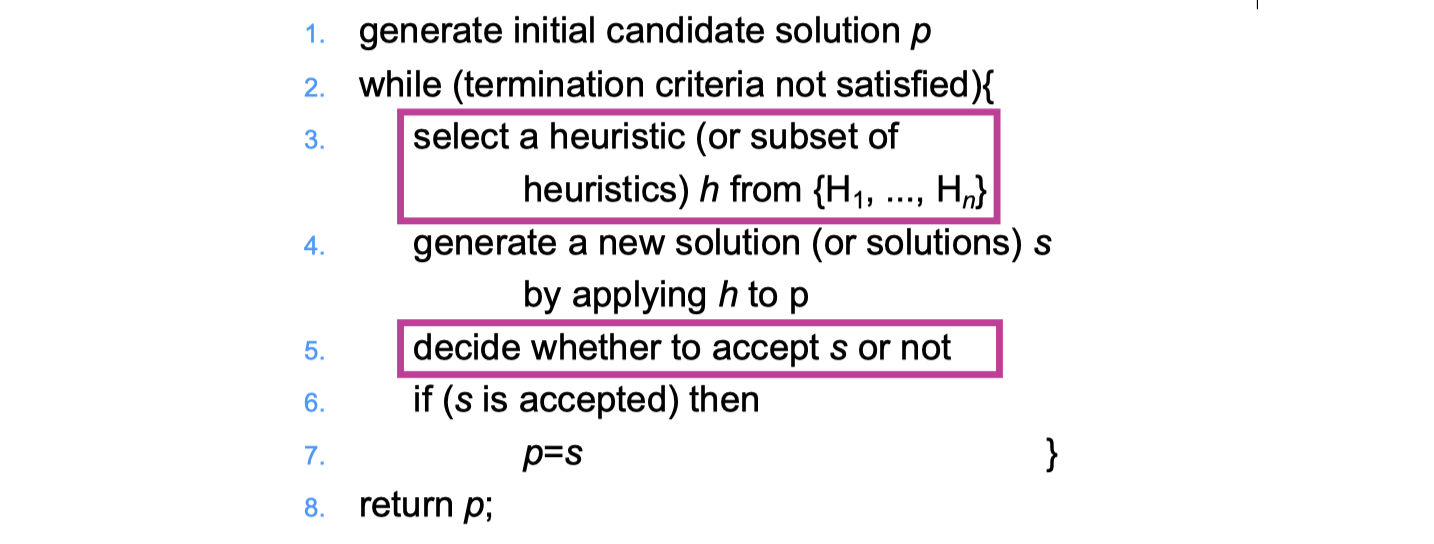 1. generate initial candidate solution p
2. while (termination criteria not satisfied){
3. select a heuristic (or subset of
heuristics) h from {H1, ..., Hn}
4. generate a new solution (or solutions) s
by applying h to p
5. decide whether to accept s or not
6. if (s is accepted) then
7. p=s }
8. return p;